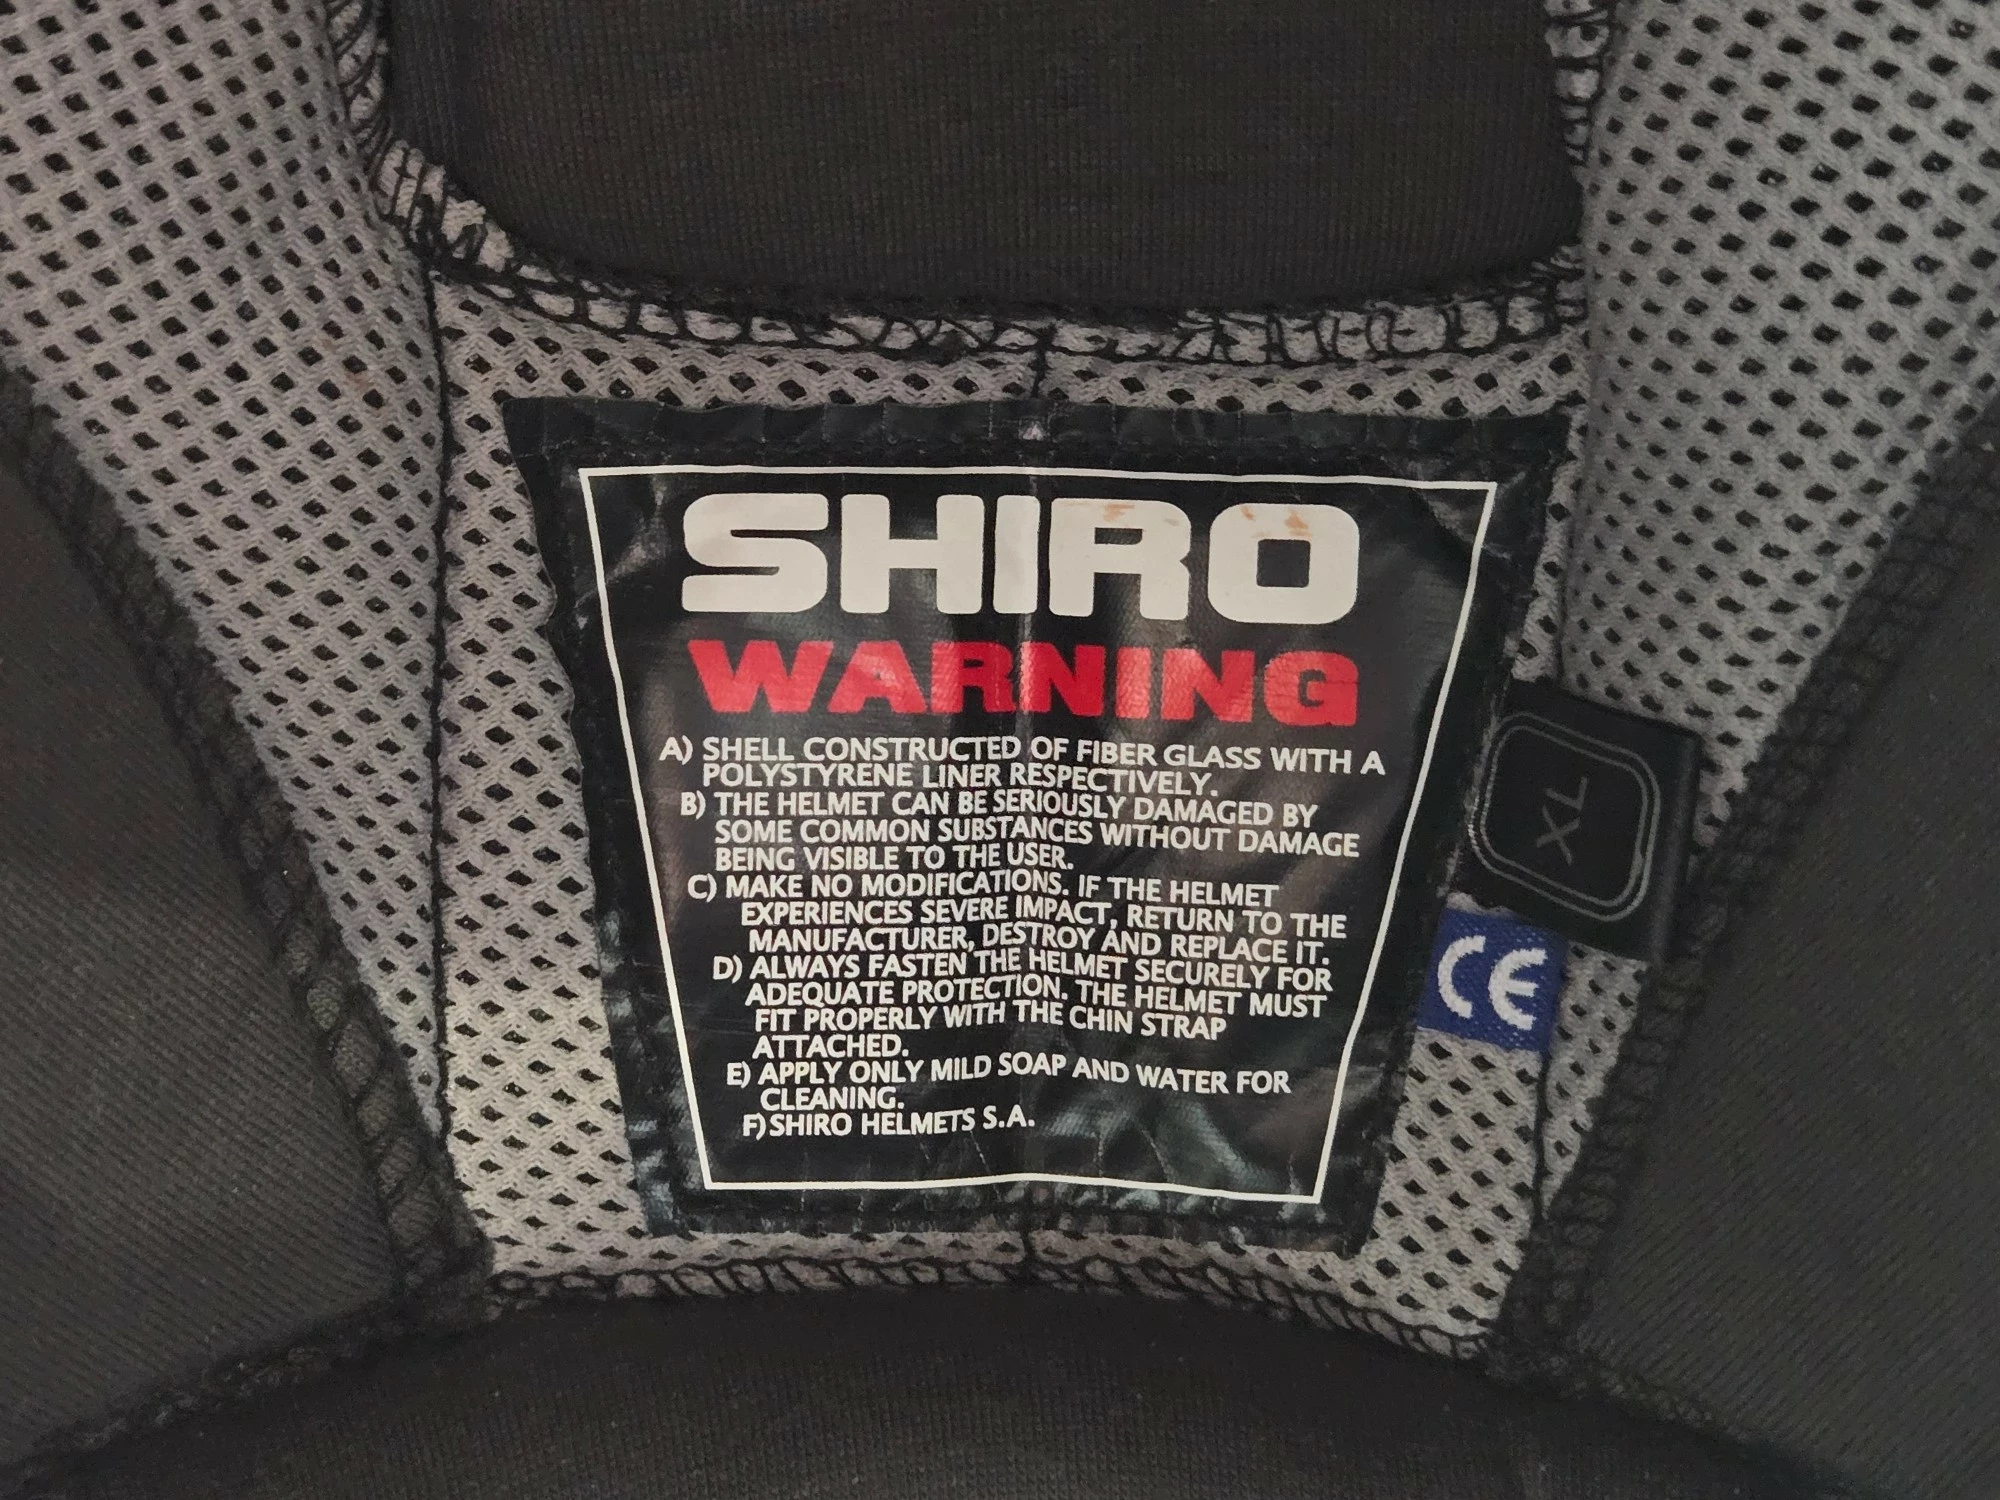 SHIRO
WARNING
A) SHELL CONSTRUCTED OF FIBER GLASS WITH A
POLYSTYRENE LINER RESPECTIVELY.
B) THE HELMET CAN BE SERIOUSLY DAMAGED BY
SOME COMMON SUBSTANCES WITHOUT DAMAGE
BEING VISIBLE TO THE USER.
C) MAKE NO MODIFICATIONS. IF THE HELMET
EXPERIENCES SEVERE IMPACT, RETURN TO THE
MANUFACTURER, DESTROY AND REPLACE IT.
D) ALWAYS FASTEN THE HELMET SECURELY FOR
ADEQUATE PROTECTION. THE HELMET MUST
FIT PROPERLY WITH THE CHIN STRAP
ATTACHED.
E) APPLY ONLY MILD SOAP AND WATER FOR
CLEANING.
F) SHIRO HELMETS S.A.
XL
CE